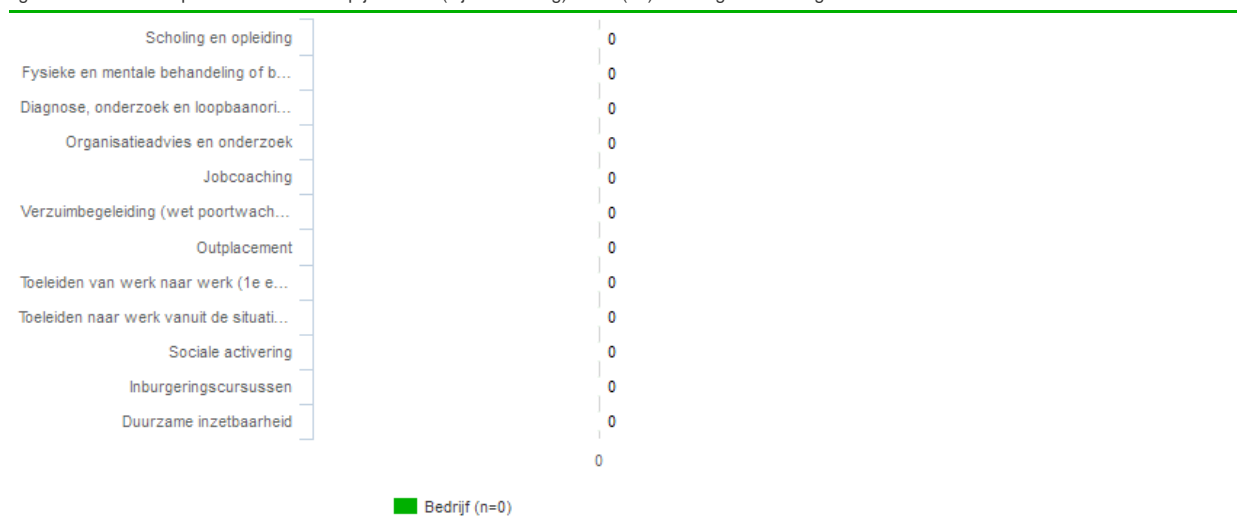 Scholing en opleiding 0
Fysieke en mentale behandeling of b... 0
Diagnose, onderzoek en loopbaanori... 0
Organisatieadvies en onderzoek 0
Jobcoaching 0
Verzuimbegeleiding (wet poortwach... 0
Outplacement 0
Toeleiden van werk naar werk (1e e... 0
Toeleiden naar werk vanuit de situati... 0
Sociale activering 0
Inburgeringscursussen 0
Duurzame inzetbaarheid 0
0
Bedrijf (n=0)